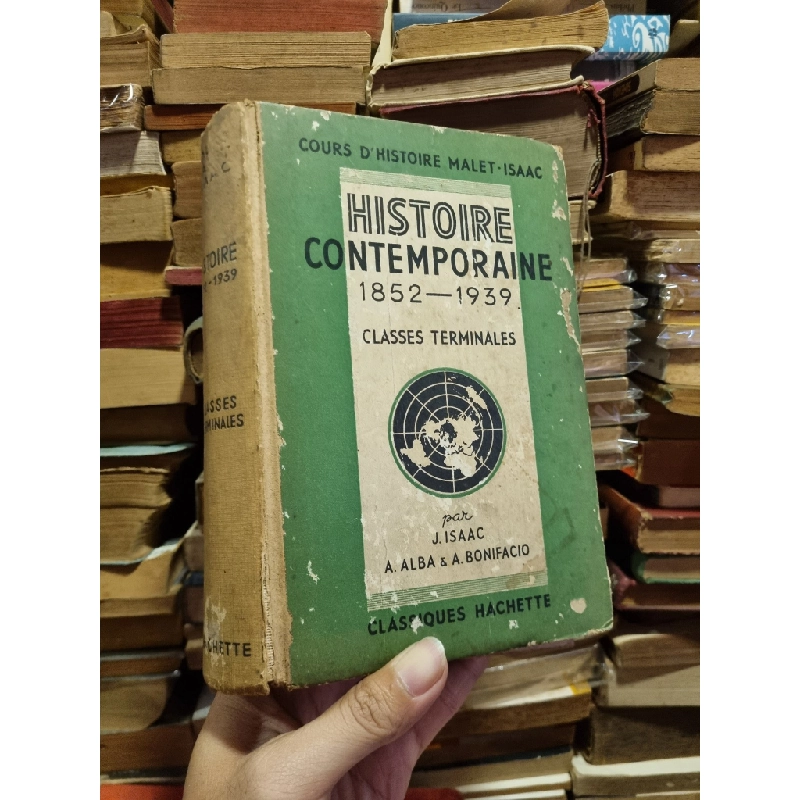 COURS D'HISTOIRE MALET-ISAAC
HISTOIRE
CONTEMPORAINE
1852—1939
CLASSES TERMINALES
par
J. ISAAC
A. ALBA & A. BONIFACIO
CLASSIQUES HACHETTE